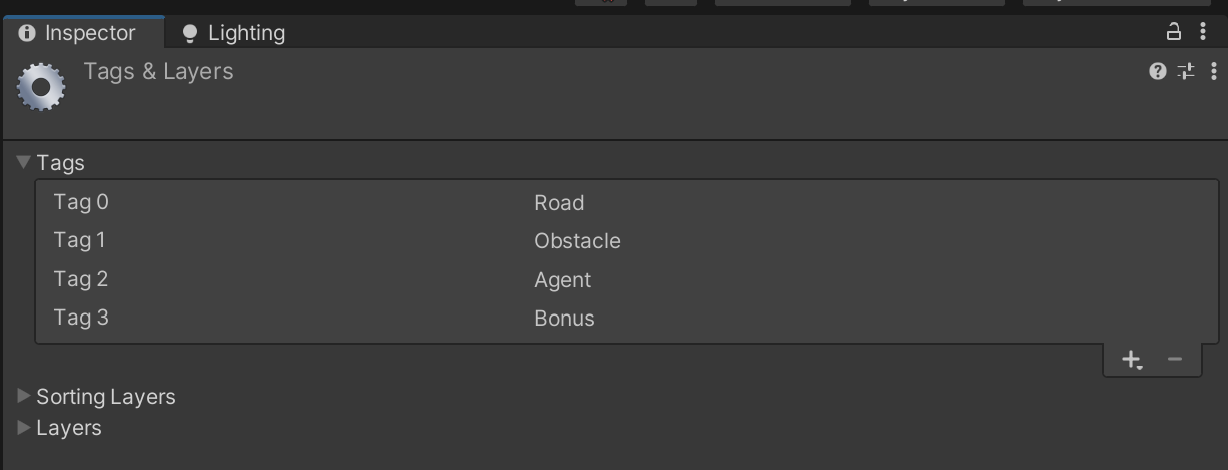 Inspector
Lighting
Tags & Layers
Tags
Tag 0 Road
Tag 1 Obstacle
Tag 2 Agent
Tag 3 Bonus
Sorting Layers
Layers